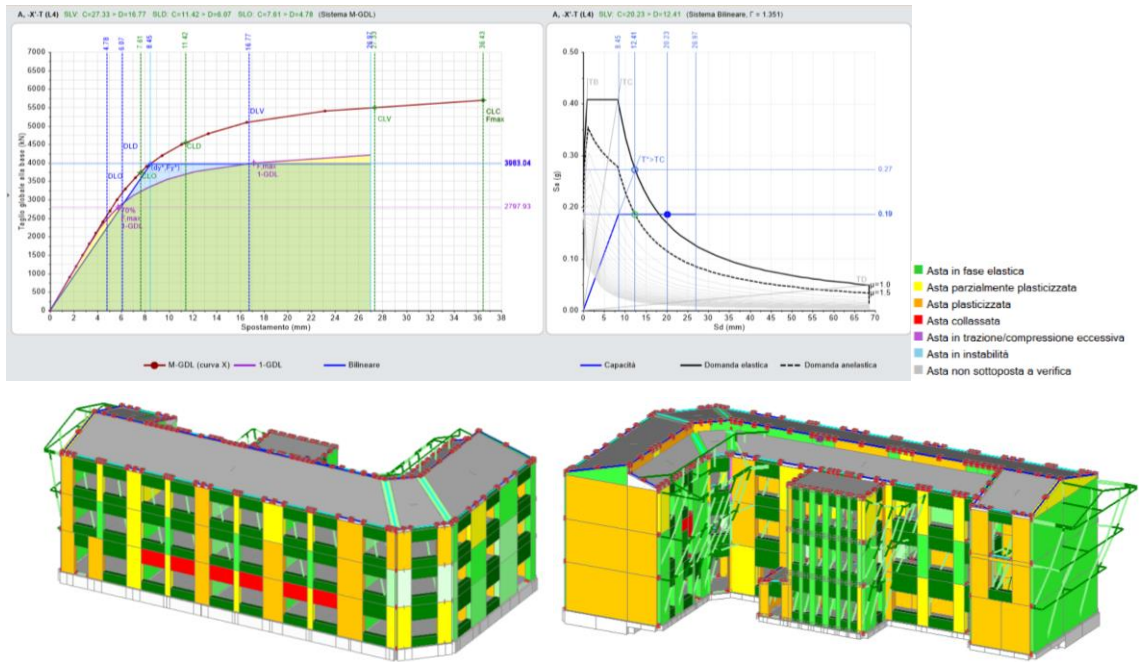 A, -X'-T (L4) SLV: C=27.33 > D=16.77 SLD: C=11.42 > D=6.07 SLO: C=7.61 > D=4.78 (Sistema M-GDL)
4.78 6.07 7.61 8.45 11.42 16.77 26.97 27.33 36.43
7000
6500
6000
5500
5000
4500
4000
3500
3000
2500
2000
1500
1000
500
0
Taglio globale alla base (kN)
DLV
CLV
CLC
Fmax
DLD
CLD
DLO
CLO
(dy*,Fy*)
F,max
1-GDL
70%
F,max
1-GDL
2797.93
0 2 4 6 8 10 12 14 16 18 20 22 24 26 28 30 32 34 36 38
Spostamento (mm)
M-GDL (curva X) 1-GDL Bilineare
A, -X'-T (L4) SLV: C=20.23 > D=12.41 (Sistema Bilineare, Γ = 1.351)
8.45 12.41 20.23 26.97
TB TC
0.50
0.40
0.30
0.20
0.10
0.00
Sa (g)
T*>TC
0.27
0.19
TD
μ=1.0
μ=1.5
0 10 20 30 40 50 60 70
Sd (mm)
Capacità Domanda elastica Domanda anelastica
Asta in fase elastica
Asta parzialmente plasticizzata
Asta plasticizzata
Asta collassata
Asta in trazione/compressione eccessiva
Asta in instabilità
Asta non sottoposta a verifica